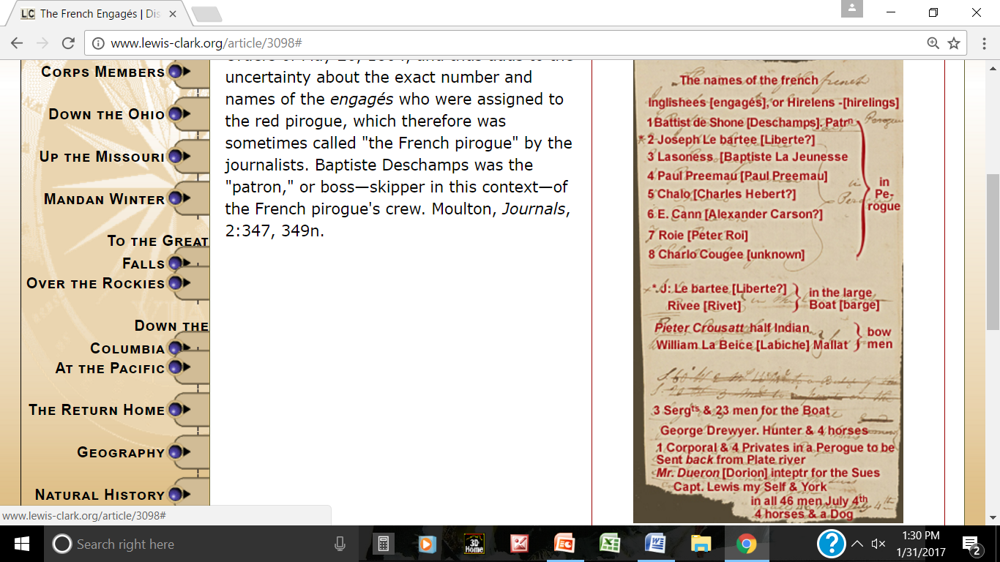 The French Engagés | Dis
www.lewis-clark.org/article/3098#
CORPS MEMBERS
DOWN THE OHIO
UP THE MISSOURI
MANDAN WINTER
TO THE GREAT
FALLS
OVER THE ROCKIES
DOWN THE
COLUMBIA
AT THE PACIFIC
THE RETURN HOME
GEOGRAPHY
NATURAL HISTORY
uncertainty about the exact number and
names of the engagés who were assigned to
the red pirogue, which therefore was
sometimes called "the French pirogue" by the
journalists. Baptiste Deschamps was the
"patron," or boss—skipper in this context—of
the French pirogue's crew. Moulton, Journals,
2:347, 349n.
The names of the french french
Inglishees [engagés], or Hirelens -[hirelings]
1Battist de Shone [Deschamps]. Patrn Perogue
*2 Joseph Le bartee [Liberte?]
3 Lasoness [Baptiste La Jeunesse
4 Paul Preemau [Paul Preemau]
5 Chalo [Charles Hebert?]
6 E. Cann [Alexander Carson?]
7 Roie [Peter Roi]
8 Charlo Cougee [unknown]
in
Pe-
rogue
*.J: Le bartee [Liberte?]
Rivee [Rivet]
in the large
Boat [barge]
Pieter Crousatt half Indian
William La Beice [Labiche] Mallat
bow
men
3 Sergts & 23 men for the Boat
George Drewyer. Hunter & 4 horses
1 Corporal & 4 Privates in a Perogue to be
Sent back from Plate river
Mr. Dueron [Dorion] inteptr for the Sues
Capt. Lewis my Self & York
in all 46 men July 4th
4 horses & a Dog
www.lewis-clark.org/article/3098#
Search right here
1:30 PM
1/31/2017
2